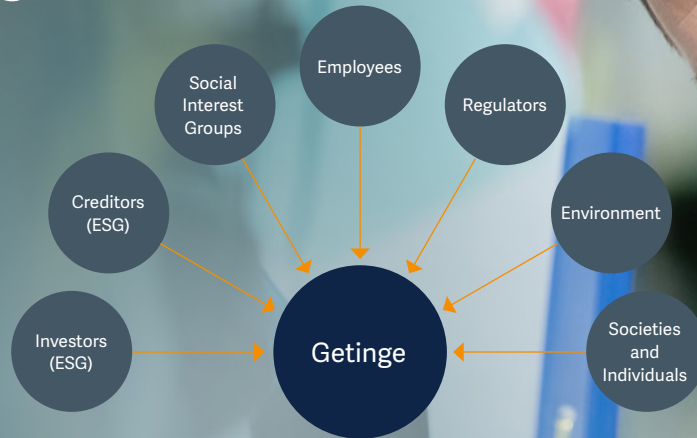 Employees
Social
Interest
Groups
Regulators
Creditors
(ESG)
Environment
Investors
(ESG)
Getinge
Societies
and
Individuals